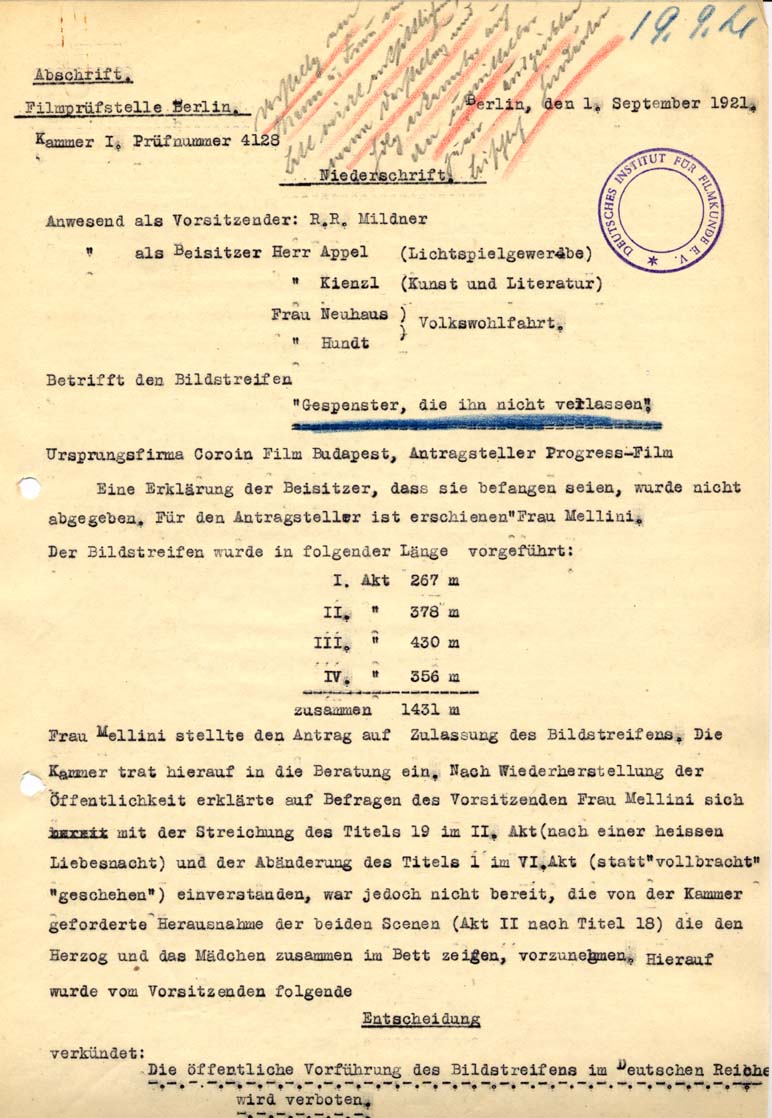 19.9.21
Abschrift.
Filmprüfstelle Berlin.
Berlin, den 1. September 1921.
Kammer I. Prüfnummer 4128
Niederschrift.
DEUTSCHES INSTITUT FÜR FILMKUNDE E.V.
Anwesend als Vorsitzender: R.R. Mildner
" als Beisitzer Herr Appel (Lichtspielgewerdbe)
" Kienzl (Kunst und Literatur)
Frau Neuhaus ) Volkswohlfahrt.
" Hundt )
Betrifft den Bildstreifen
"Gespenster, die ihn nicht verlassen".
Ursprungsfirma Coroin Film Budapest, Antragsteller Progress-Film
Eine Erklärung der Beisitzer, dass sie befangen seien, wurde nicht
abgegeben. Für den Antragsteller ist erschienen"Frau Mellini.
Der Bildstreifen wurde in folgender Länge vorgeführt:
I. Akt 267 m
II. " 378 m
III. " 430 m
IV. " 356 m
zusammen 1431 m
Frau Mellini stellte den Antrag auf Zulassung des Bildstreifens. Die
Kammer trat hierauf in die Beratung ein. Nach Wiederherstellung der
Öffentlichkeit erklärte auf Befragen des Vorsitzenden Frau Mellini sich
bereit mit der Streichung des Titels 19 im II. Akt(nach einer heissen
Liebesnacht) und der Abänderung des Titels 1 im VI.Akt (statt"vollbracht"
"geschehen") einverstanden, war jedoch nicht bereit, die von der Kammer
geforderte Herausnahme der beiden Scenen (Akt II nach Titel 18) die den
Herzog und das Mädchen zusammen im Bett zeigen, vorzunehmen. Hierauf
wurde vom Vorsitzenden folgende
Entscheidung
verkündet:
Die öffentliche Vorführung des Bildstreifens im Deutschen Reiche
wird verboten.